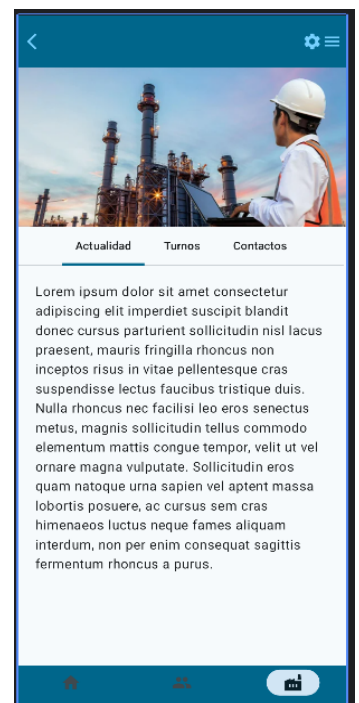 Actualidad Turnos Contactos
Lorem ipsum dolor sit amet consectetur
adipiscing elit imperdiet suscipit blandit
donec cursus parturient sollicitudin nisl lacus
praesent, mauris fringilla rhoncus non
inceptos risus in vitae pellentesque cras
suspendisse lectus faucibus tristique duis.
Nulla rhoncus nec facilisi leo eros senectus
metus, magnis sollicitudin tellus commodo
elementum mattis congue tempor, velit ut vel
ornare magna vulputate. Sollicitudin eros
quam natoque urna sapien vel aptent massa
lobortis posuere, ac cursus sem cras
himenaeos luctus neque fames aliquam
interdum, non per enim consequat sagittis
fermentum rhoncus a purus.